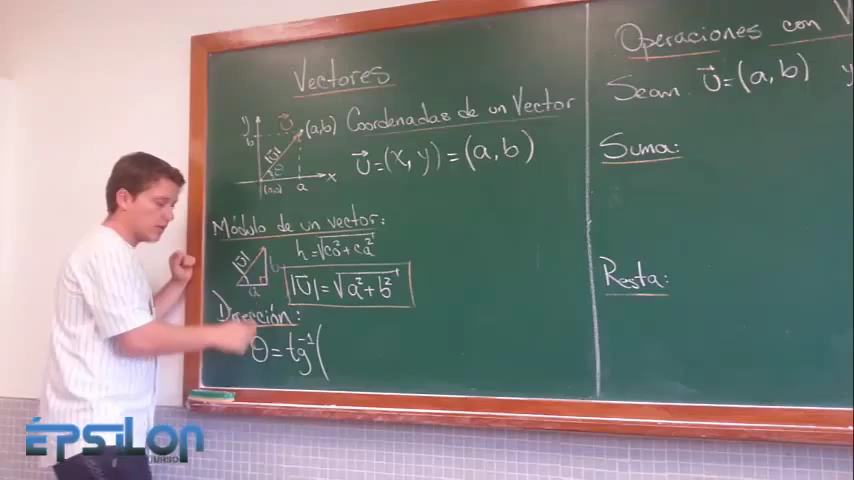 Vectores
y
b
U⃗
(a,b)
|U⃗|
θ
(0,0)
a
x
Coordenadas de un Vector
U⃗=(x,y)=(a,b)
Módulo de un vector:
|U⃗|
b
a
h=√co²+ca²
|U⃗|=√a²+b²
Dirección:
θ=tg⁻¹(
Operaciones con V
Sean U⃗=(a,b) y
Suma:
Resta:
ÉPSILON